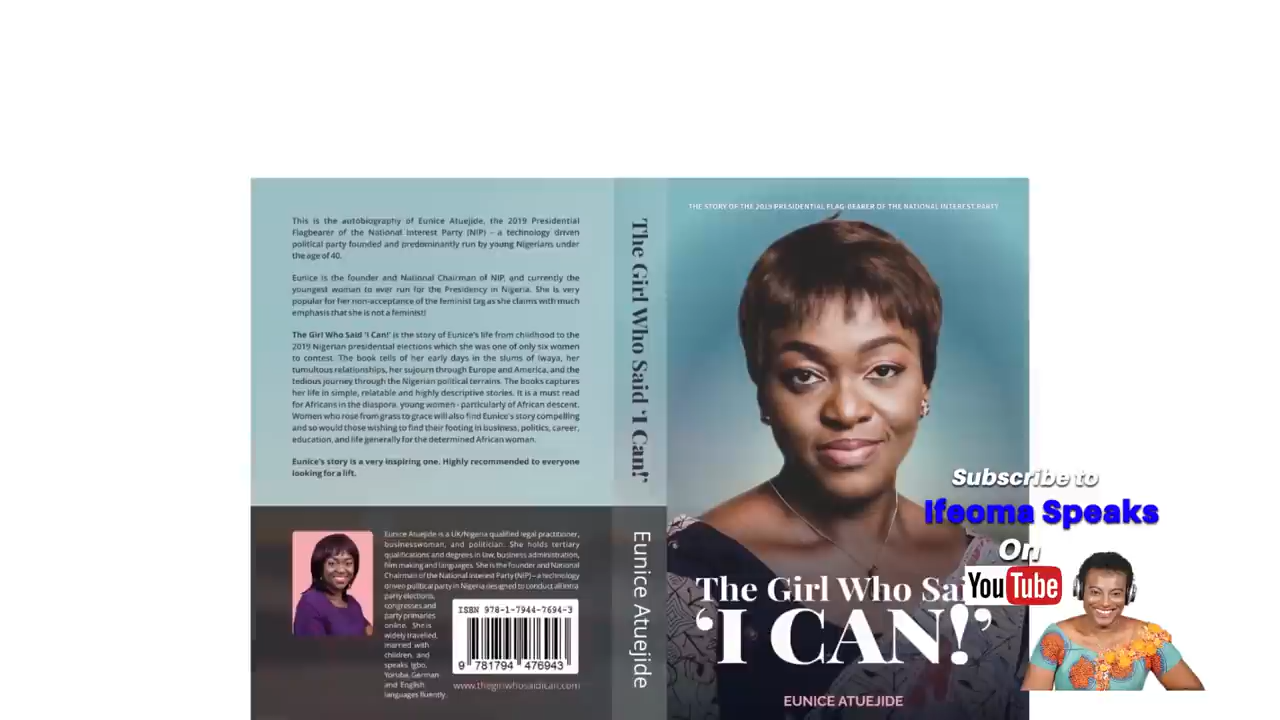 This is the autobiography of Eunice Atuejide, the 2019 Presidential
Flagbearer of the National Interest Party (NIP) – a technology driven
political party founded and predominantly run by young Nigerians under
the age of 40.
Eunice is the founder and National Chairman of NIP, and currently the
youngest woman to ever run for the Presidency in Nigeria. She is very
popular for her non-acceptance of the feminist tag as she claims with much
emphasis that she is not a feminist!
The Girl Who Said 'I Can!' is the story of Eunice's life from childhood to the
2019 Nigerian presidential elections which she was one of only six women
to contest. The book tells of her early days in the slums of Iwaya, her
tumultous relationships, her sojourn through Europe and America, and the
tedious journey through the Nigerian political terrains. The books captures
her life in simple, relatable and highly descriptive stories. It is a must read
for Africans in the diaspora, young women - particularly of African descent.
Women who rose from grass to grace will also find Eunice's story compelling
and so would those wishing to find their footing in business, politics, career,
education, and life generally for the determined African woman.
Eunice's story is a very inspiring one. Highly recommended to everyone
looking for a lift.
Eunice Atuejide is a UK/Nigeria qualified legal practitioner,
businesswoman, and politician. She holds tertiary
qualifications and degrees in law, business administration,
film making and languages. She is the founder and National
Chairman of the National Interest Party (NIP) – a technology
driven political party in Nigeria designed to conduct all intra
party elections,
congresses and
party primaries
online. She is
widely travelled,
married with
children, and
speaks Igbo,
Yoruba, German
and English
languages fluently.
ISBN 978-1-7944-7694-3
9 781794 476943
www.thegirlwhosaidican.com
The Girl Who Said 'I Can!'
Eunice Atuejide
THE STORY OF THE 2019 PRESIDENTIAL FLAG-BEARER OF THE NATIONAL INTEREST PARTY
The Girl Who Sai
'I CAN!'
EUNICE ATUEJIDE
Subscribe to
Ifeoma Speaks
On
YouTube